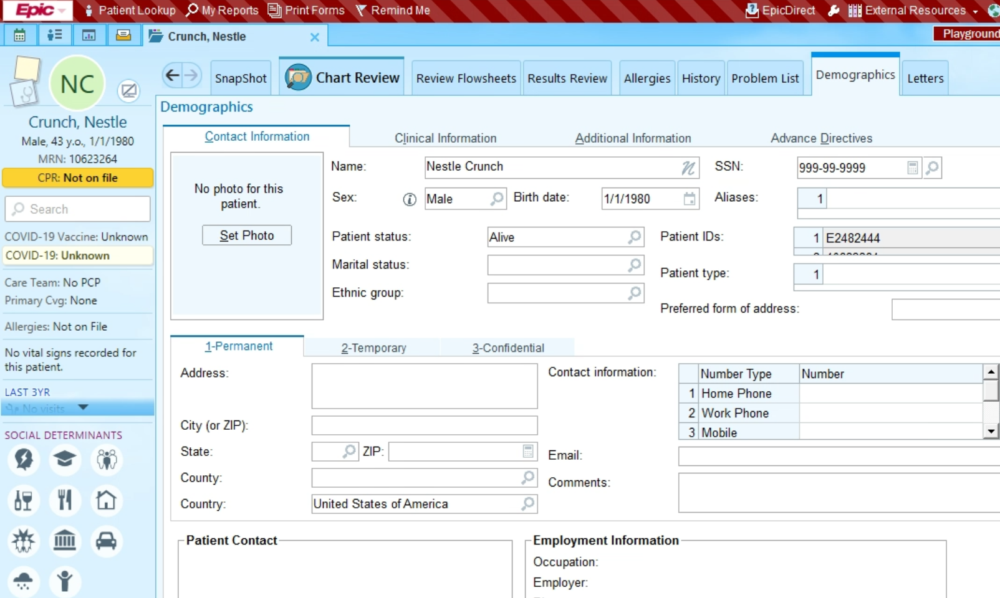 Epic Patient Lookup My Reports Print Forms Remind Me EpicDirect External Resources
Crunch, Nestle
Playground
NC
Crunch, Nestle
Male, 43 y.o., 1/1/1980
MRN: 10623264
CPR: Not on file
Search
COVID-19 Vaccine: Unknown
COVID-19: Unknown
Care Team: No PCP
Primary Cvg: None
Allergies: Not on File
No vital signs recorded for
this patient.
LAST 3YR
No visits
SOCIAL DETERMINANTS
SnapShot Chart Review Review Flowsheets Results Review Allergies History Problem List Demographics Letters
Demographics
Contact Information Clinical Information Additional Information Advance Directives
No photo for this
patient.
Set Photo
Name: Nestle Crunch SSN: 999-99-9999
Sex: Male Birth date: 1/1/1980 Aliases: 1
Patient status: Alive Patient IDs: 1 E2482444
Marital status:
Patient type: 1
Ethnic group:
Preferred form of address:
1-Permanent 2-Temporary 3-Confidential
Address:
City (or ZIP):
State: ZIP:
County:
Country: United States of America
Contact information: Number Type Number
1 Home Phone
2 Work Phone
3 Mobile
Email:
Comments:
Patient Contact
Employment Information
Occupation:
Employer: